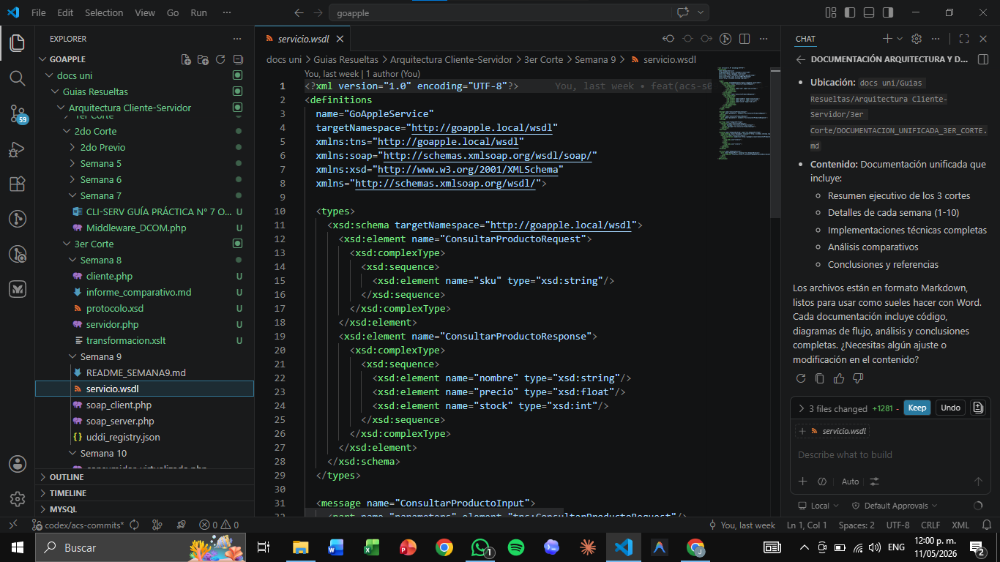 File Edit Selection View Go Run ···
goapple
EXPLORER
GOAPPLE
docs uni
Guias Resueltas
Arquitectura Cliente-Servidor
1er Corte
2do Corte
2do Previo
Semana 5
Semana 6
Semana 7
CLI-SERV GUÍA PRÁCTICA N° 7 O... U
Middleware_DCOM.php U
3er Corte
Semana 8
cliente.php U
informe_comparativo.md U
protocolo.xsd U
servidor.php U
transformacion.xslt U
Semana 9
README_SEMANA9.md
servicio.wsdl
soap_client.php
soap_server.php
uddi_registry.json
Semana 10
OUTLINE
TIMELINE
MYSQL
59
servicio.wsdl
docs uni > Guias Resueltas > Arquitectura Cliente-Servidor > 3er Corte > Semana 9 > servicio.wsdl
You, last week | 1 author (You)
1 <?xml version="1.0" encoding="UTF-8"?> You, last week • feat(acs-s0
2 <definitions
3 name="GoAppleService"
4 targetNamespace="http://goapple.local/wsdl"
5 xmlns:tns="http://goapple.local/wsdl"
6 xmlns:soap="http://schemas.xmlsoap.org/wsdl/soap/"
7 xmlns:xsd="http://www.w3.org/2001/XMLSchema"
8 xmlns="http://schemas.xmlsoap.org/wsdl/">
9
10 <types>
11 <xsd:schema targetNamespace="http://goapple.local/wsdl">
12 <xsd:element name="ConsultarProductoRequest">
13 <xsd:complexType>
14 <xsd:sequence>
15 <xsd:element name="sku" type="xsd:string"/>
16 </xsd:sequence>
17 </xsd:complexType>
18 </xsd:element>
19 <xsd:element name="ConsultarProductoResponse">
20 <xsd:complexType>
21 <xsd:sequence>
22 <xsd:element name="nombre" type="xsd:string"/>
23 <xsd:element name="precio" type="xsd:float"/>
24 <xsd:element name="stock" type="xsd:int"/>
25 </xsd:sequence>
26 </xsd:complexType>
27 </xsd:element>
28 </xsd:schema>
29 </types>
30
31 <message name="ConsultarProductoInput">
32 <part name="parameters" element="tns:ConsultarProductoRequest"/>
CHAT
DOCUMENTACIÓN ARQUITECTURA Y D...
• Ubicación: docs uni/Guias
Resueltas/Arquitectura Cliente-
Servidor/3er
Corte/DOCUMENTACION_UNIFICADA_3ER_CORTE.
md
• Contenido: Documentación unificada que
incluye:
Resumen ejecutivo de los 3 cortes
Detalles de cada semana (1-10)
Implementaciones técnicas completas
Análisis comparativos
Conclusiones y referencias
Los archivos están en formato Markdown,
listos para usar como sueles hacer con Word.
Cada documentación incluye código,
diagramas de flujo, análisis y conclusiones
completas. ¿Necesitas algún ajuste o
modificación en el contenido?
3 files changed +1281 - Keep Undo
servicio.wsdl
Describe what to build
Auto
Local Default Approvals
codex/acs-commits* 0 0 You, last week Ln 1, Col 1 Spaces: 2 UTF-8 CRLF XML
Buscar
1
ENG
12:00 p. m.
11/05/2026
2